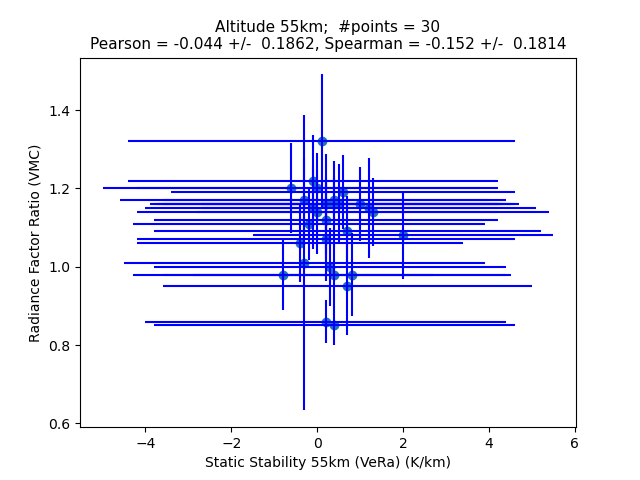 Altitude 55km;  #points = 30
Pearson = -0.044 +/-  0.1862, Spearman = -0.152 +/-  0.1814
Radiance Factor Ratio (VMC)
1.4
1.2
1.0
0.8
0.6
−4
−2
0
2
4
6
Static Stability 55km (VeRa) (K/km)